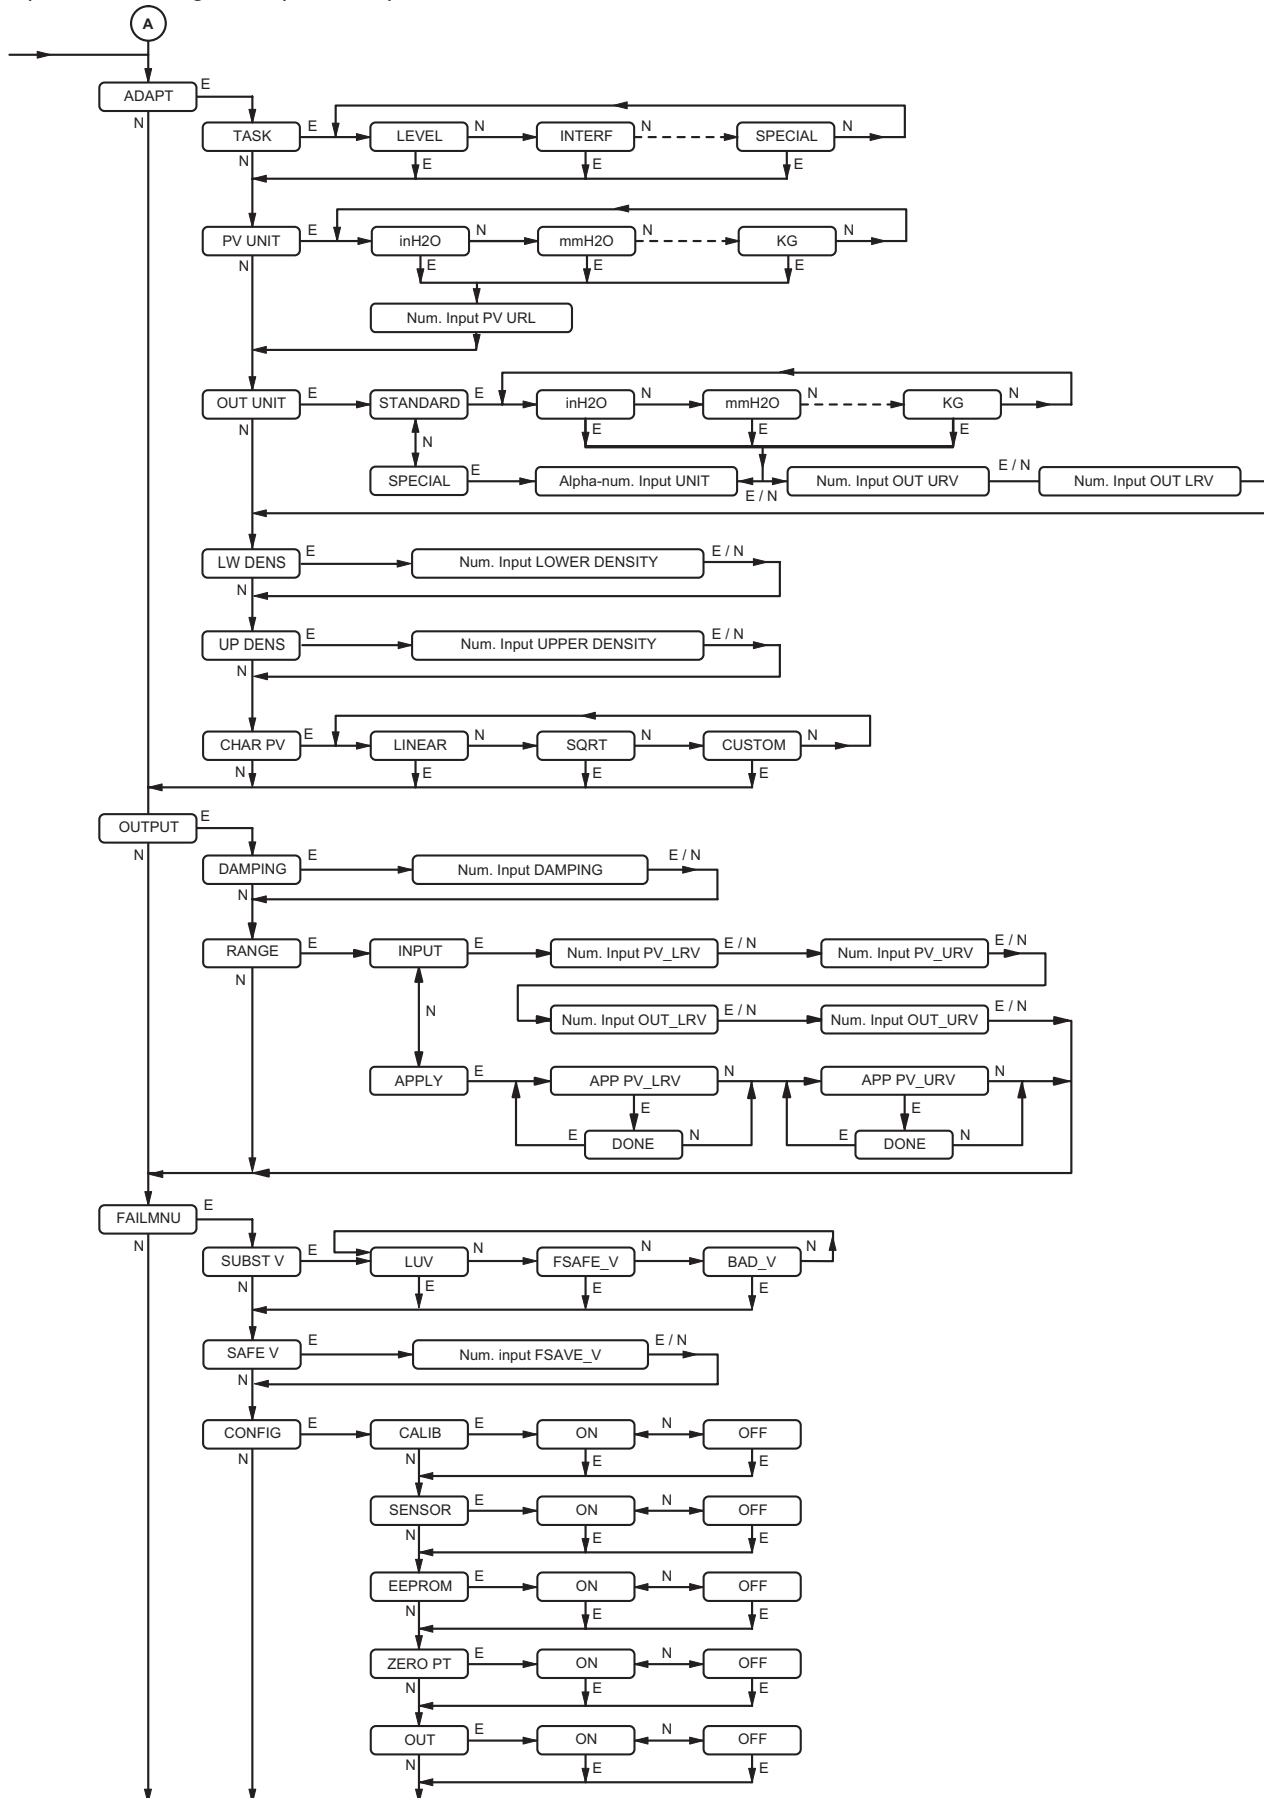 A
ADAPT E
N
TASK E LEVEL N INTERF N SPECIAL N
N E E E
PV UNIT E inH2O N mmH2O N KG N
N E E E
Num. Input PV URL
OUT UNIT E STANDARD E inH2O N mmH2O N KG N
N N E E E
SPECIAL E Alpha-num. Input UNIT E / N Num. Input OUT URV E / N Num. Input OUT LRV
LW DENS E Num. Input LOWER DENSITY E / N
N
UP DENS E Num. Input UPPER DENSITY E / N
N
CHAR PV E LINEAR N SQRT N CUSTOM N
N E E E
OUTPUT E
N
DAMPING E Num. Input DAMPING E / N
N
RANGE E INPUT E Num. Input PV_LRV E / N Num. Input PV_URV E / N
N
N Num. Input OUT_LRV E / N Num. Input OUT_URV E / N
APPLY E APP PV_LRV N APP PV_URV N
E E
E DONE N E DONE N
FAILMNU E
N
SUBST V E LUV N FSAFE_V N BAD_V N
N E E E
SAFE V E Num. input FSAVE_V E / N
N
CONFIG E CALIB E ON N OFF
N N E E
SENSOR E ON N OFF
N E E
EEPROM E ON N OFF
N E E
ZERO PT E ON N OFF
N E E
OUT E ON N OFF
N E E